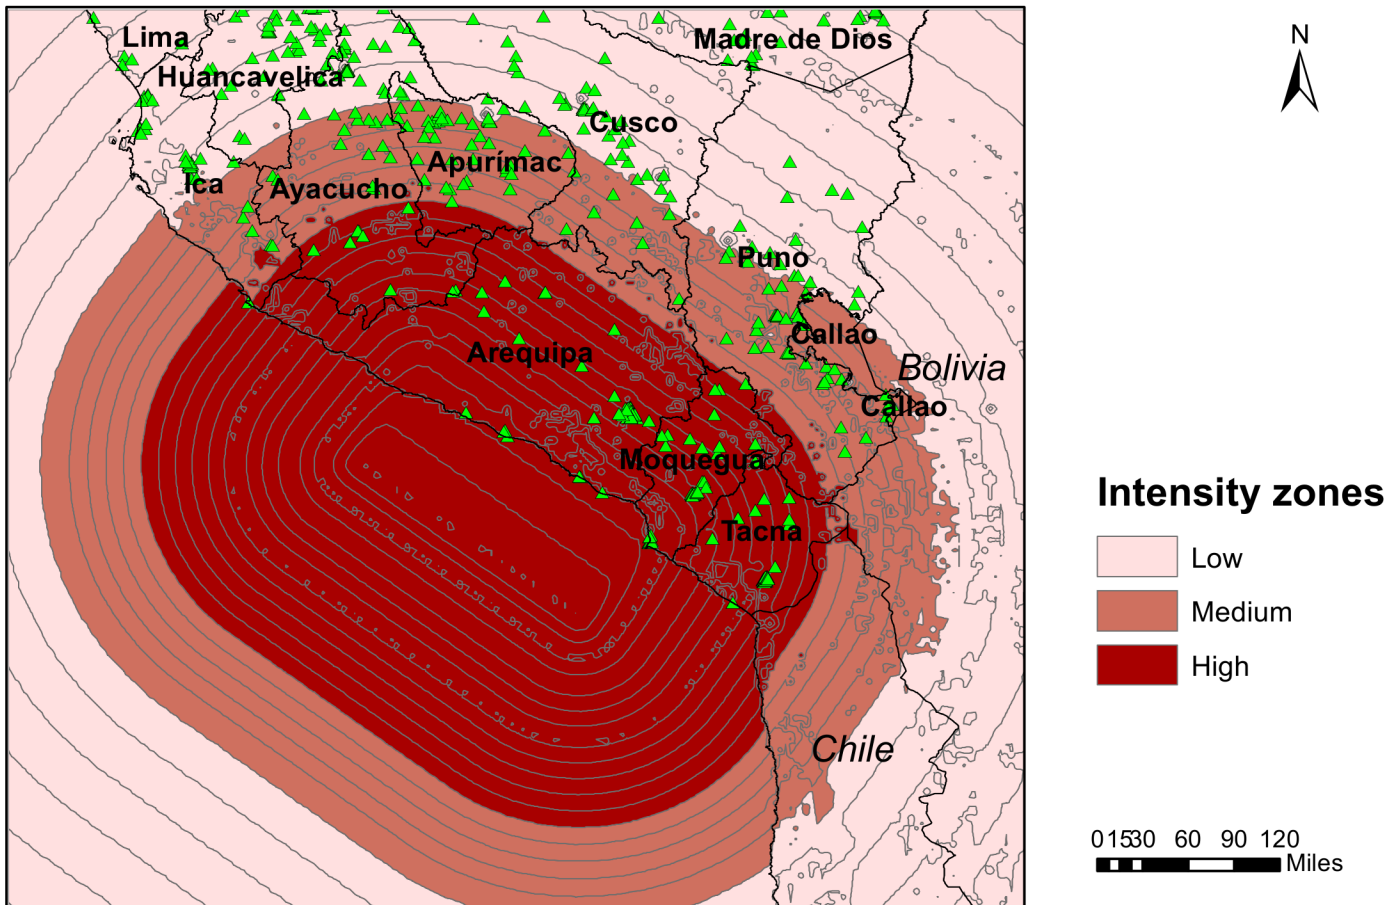 Lima
Madre de Dios
N
Huancavelica
Cusco
Apurímac
Ica
Ayacucho
Puno
Callao
Arequipa
Bolivia
Callao
Moquegua
Intensity zones
Tacna
Low
Medium
High
Chile
0 15 30 60 90 120
Miles